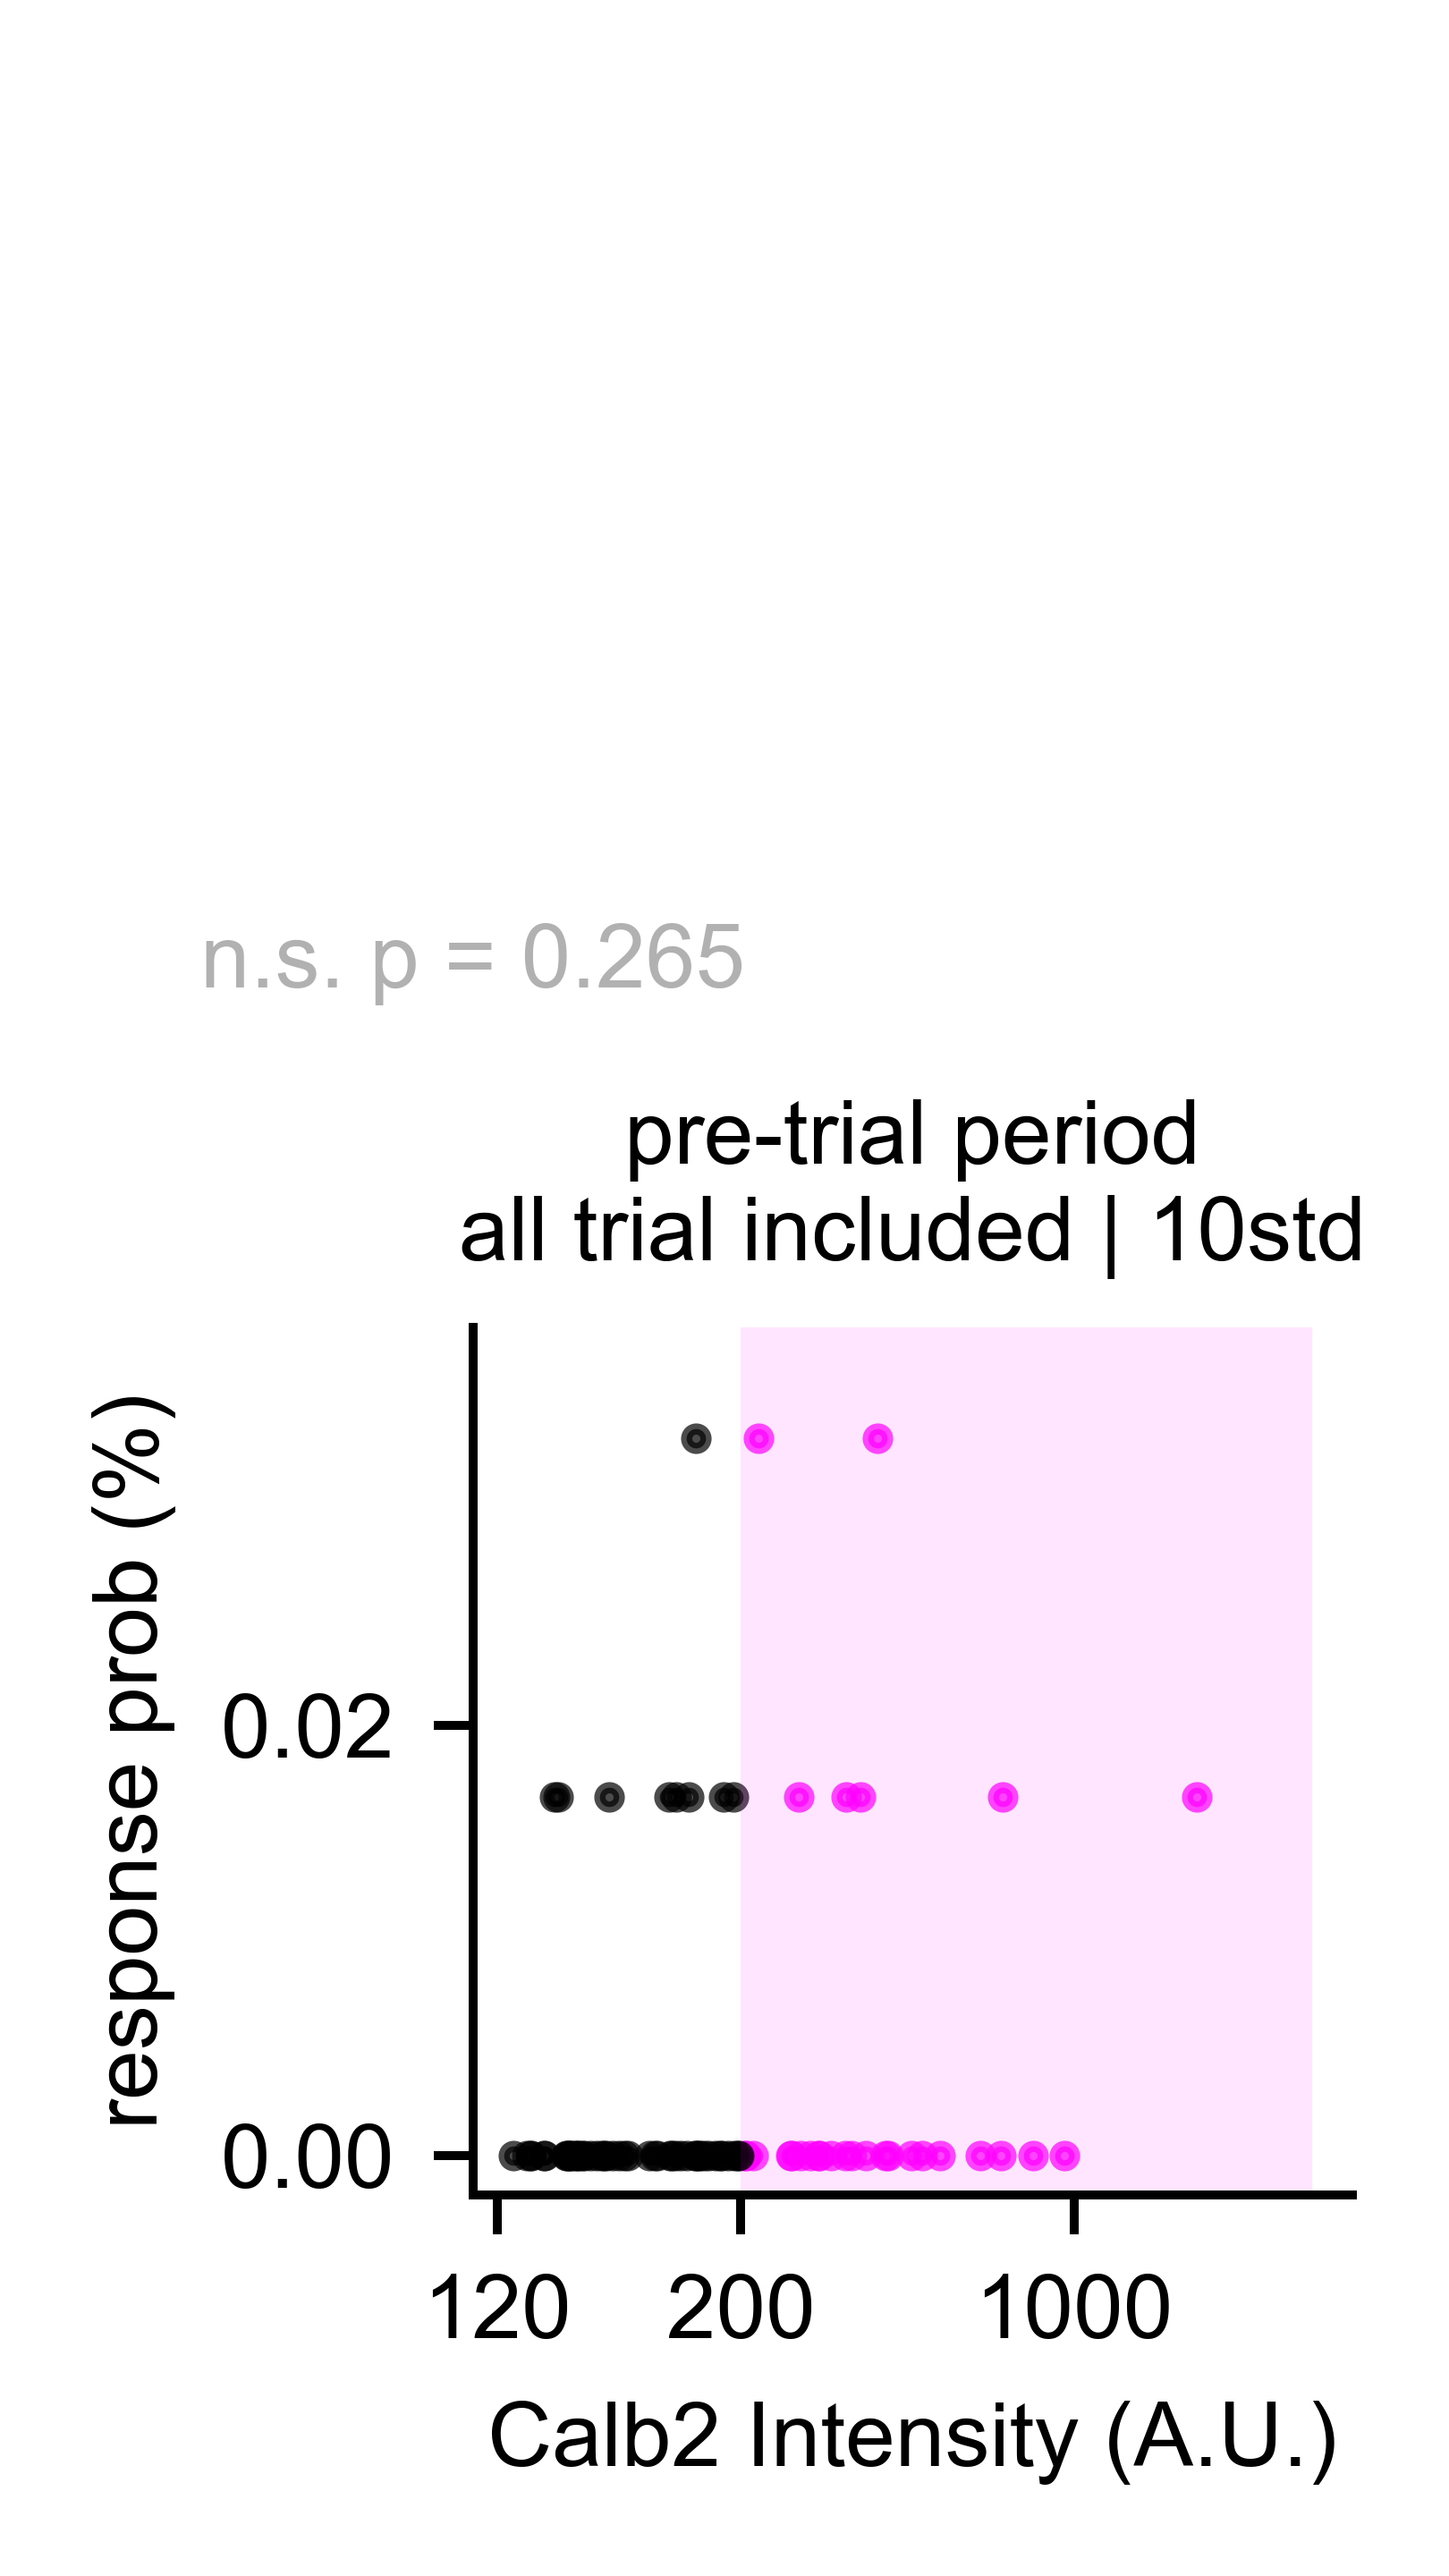 n.s. p = 0.265
pre-trial period
all trial included | 10std
response prob (%)
0.02
0.00
120
200
1000
Calb2 Intensity (A.U.)